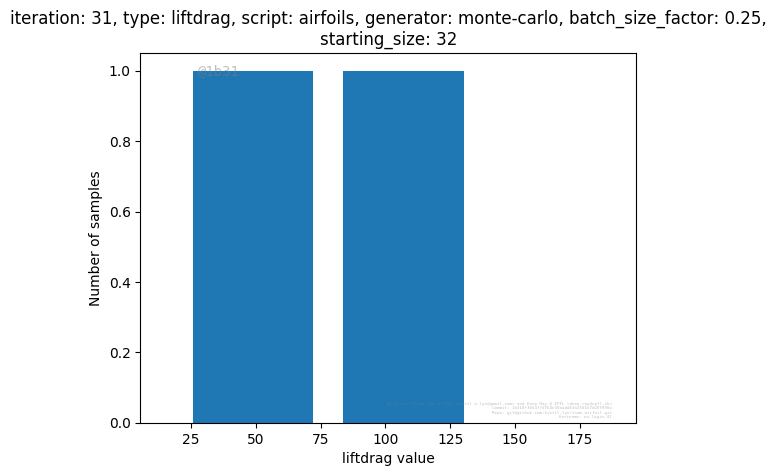 iteration: 31, type: liftdrag, script: airfoils, generator: monte-carlo, batch_size_factor: 0.25,
starting_size: 32
@1b31
1.0
0.8
0.6
0.4
0.2
0.0
Number of samples
25
50
75
100
125
150
175
liftdrag value